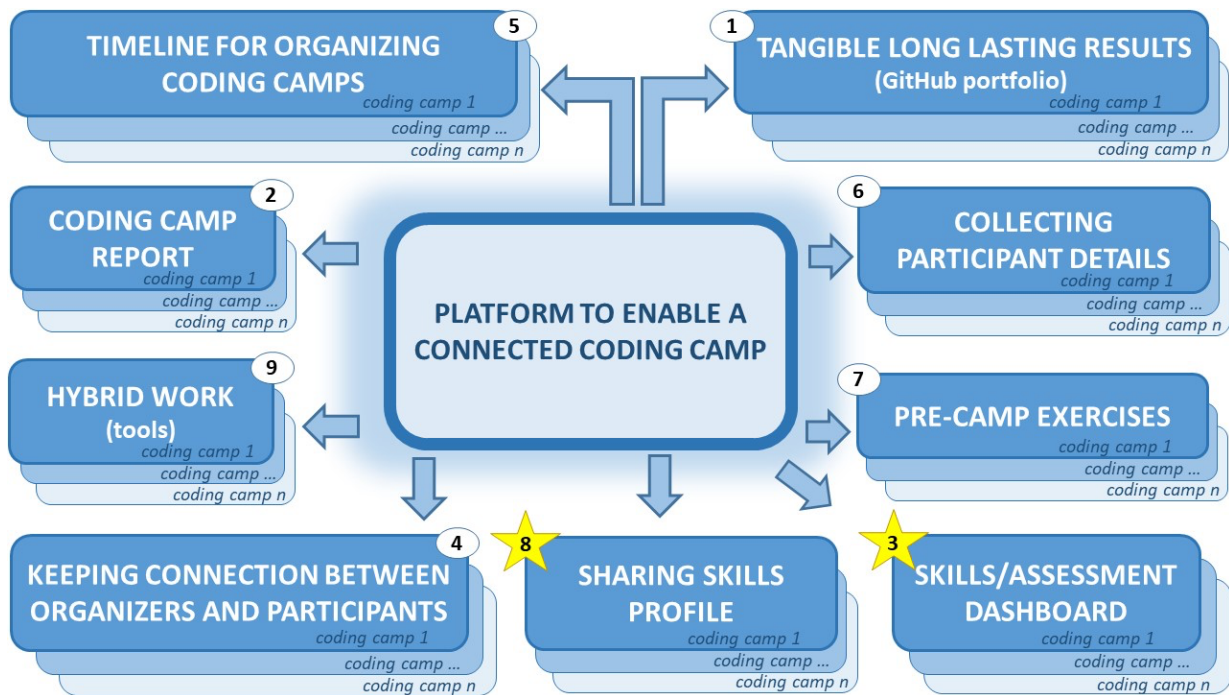 5
TIMELINE FOR ORGANIZING
CODING CAMPS
coding camp 1
coding camp ...
coding camp n
1
TANGIBLE LONG LASTING RESULTS
(GitHub portfolio)
coding camp 1
coding camp ...
coding camp n
2
CODING CAMP
REPORT
coding camp 1
coding camp ...
coding camp n
PLATFORM TO ENABLE A
CONNECTED CODING CAMP
6
COLLECTING
PARTICIPANT DETAILS
coding camp 1
coding camp ...
coding camp n
9
HYBRID WORK
(tools)
coding camp 1
coding camp ...
coding camp n
7
PRE-CAMP EXERCISES
coding camp 1
coding camp ...
coding camp n
4
KEEPING CONNECTION BETWEEN
ORGANIZERS AND PARTICIPANTS
coding camp 1
coding camp ...
coding camp n
8
SHARING SKILLS
PROFILE
coding camp 1
coding camp ...
coding camp n
3
SKILLS/ASSESSMENT
DASHBOARD
coding camp 1
coding camp ...
coding camp n